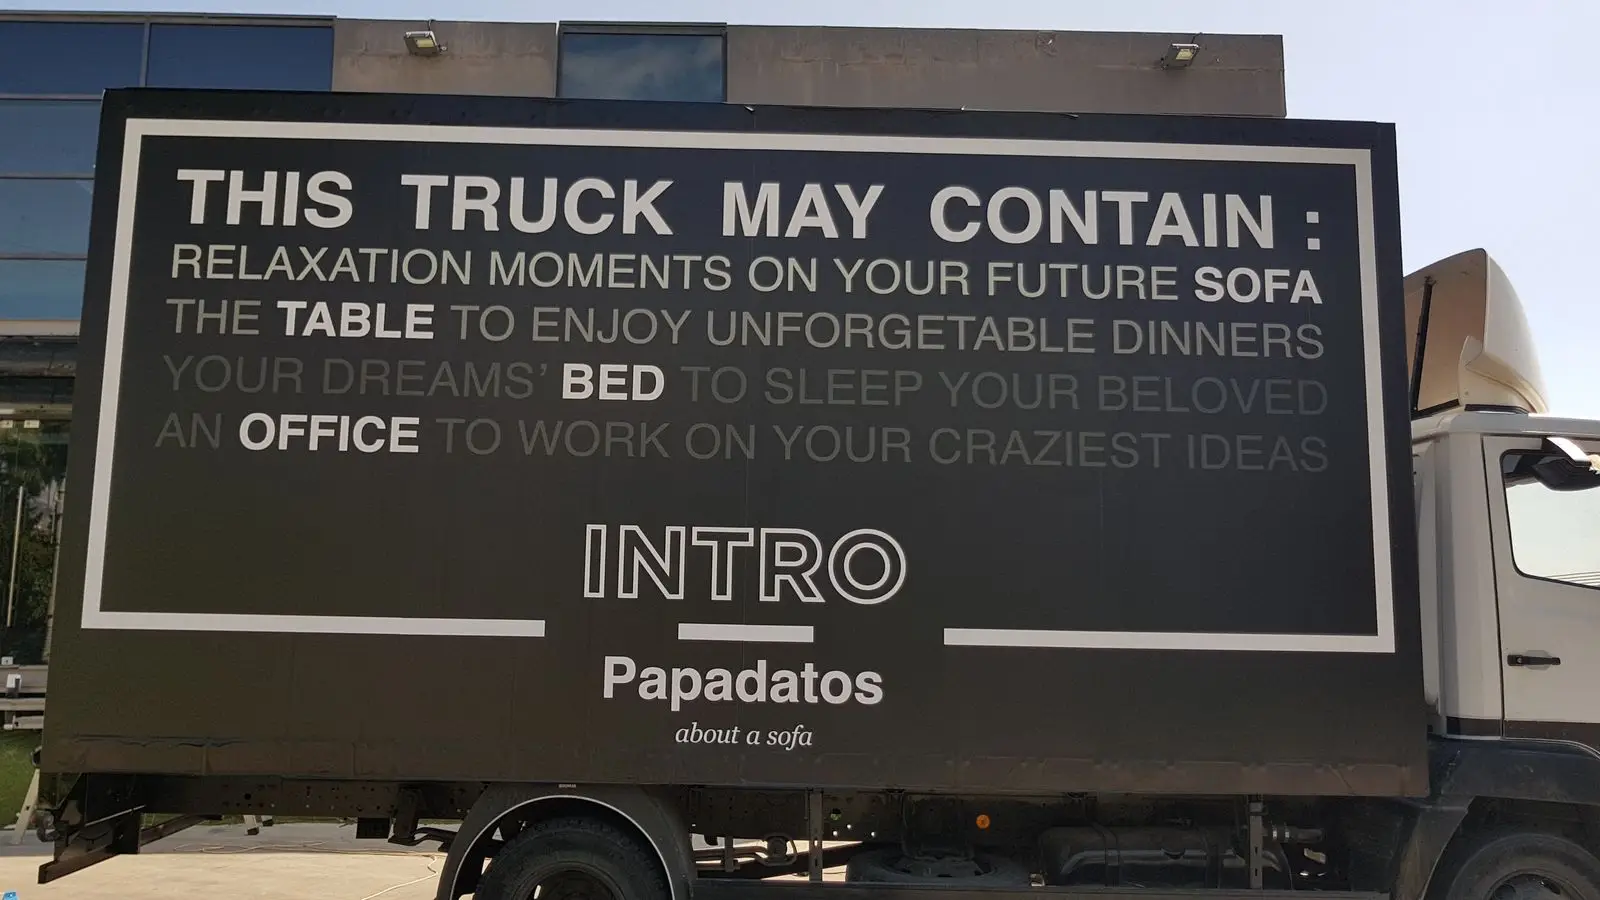 THIS TRUCK MAY CONTAIN :
RELAXATION MOMENTS ON YOUR FUTURE SOFA
THE TABLE TO ENJOY UNFORGETABLE DINNERS
YOUR DREAMS' BED TO SLEEP YOUR BELOVED
AN OFFICE TO WORK ON YOUR CRAZIEST IDEAS
INTRO
Papadatos
about a sofa